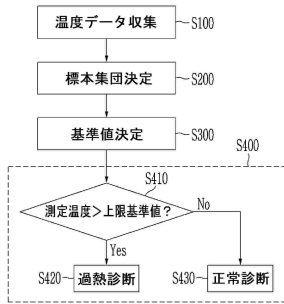 温度データ収集 S100
標本集団決定 S200
基準値決定 S300
S400
S410
測定温度>上限基準値?
No
Yes
S420 過熱診断
S430 正常診断